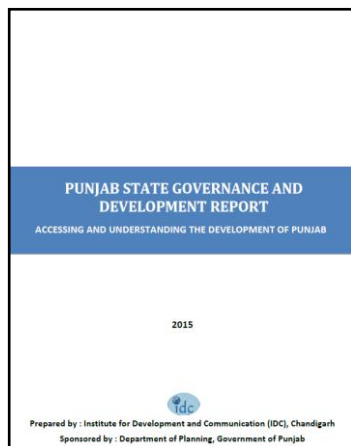 PUNJAB STATE GOVERNANCE AND
DEVELOPMENT REPORT
ACCESSING AND UNDERSTANDING THE DEVELOPMENT OF PUNJAB
2015
idc
Prepared by : Institute for Development and Communication (IDC), Chandigarh
Sponsored by : Department of Planning, Government of Punjab